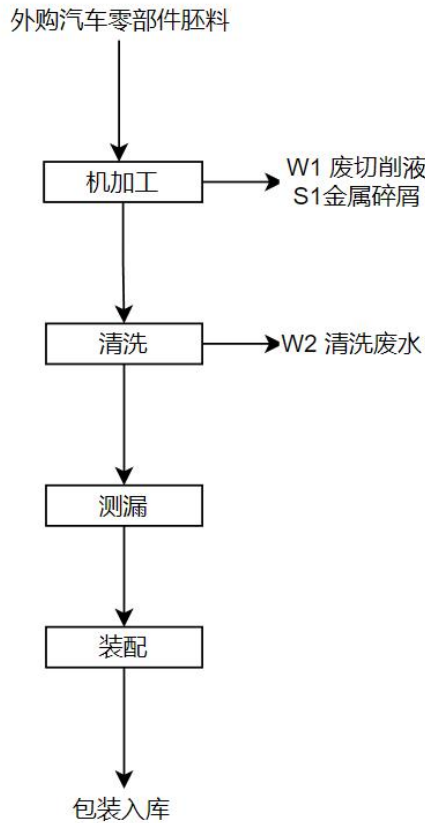 外购汽车零部件胚料
机加工
W1 废切削液
S1金属碎屑
清洗
W2 清洗废水
测漏
装配
包装入库